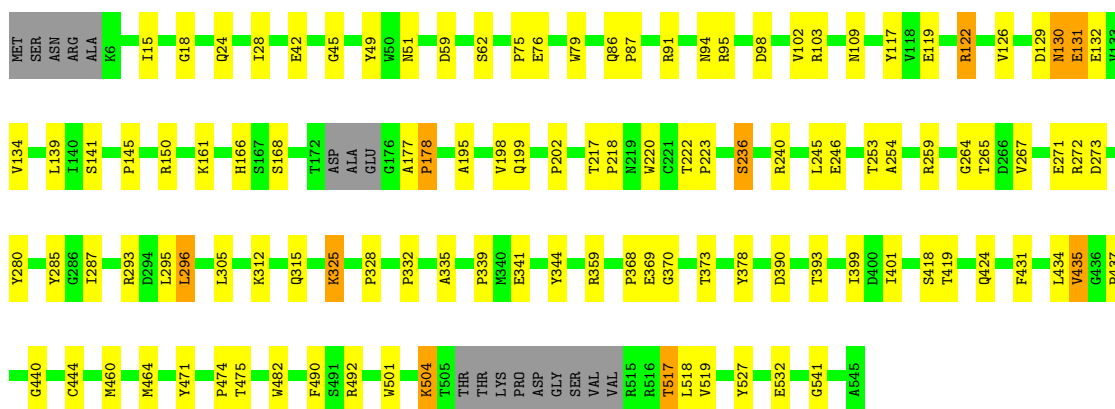 MET SER ASN ARG ALA K6 I15 G18 Q24 I28 E42 G45 Y49 W50 N51 D59 S62 P75 E76 W79 Q86 P87 R91 N94 R95 D98 V102 R103 N109 Y117 V118 E119 R122 V126 D129 N130 E131 E132 V133
V134 L139 I140 S141 P145 R150 K161 H166 S167 S168 T172 ASP ALA GLU G176 A177 P178 A195 V198 Q199 P202 T217 P218 N219 W220 C221 T222 P223 S236 R240 L245 E246 T253 A254 R259 G264 T265 D266 V267 E271 R272 D273
Y280 Y285 G286 I287 R293 D294 L295 L296 L305 K312 Q315 K325 P328 P332 A335 P339 M340 E341 Y344 R359 P368 E369 G370 T373 Y378 D390 T393 I399 D400 I401 S418 T419 Q424 F431 L434 V435 G436
G440 C444 M460 M464 Y471 P474 T475 W482 F490 S491 R492 W501 K504 T505 THR THR LYS PRO ASP GLY SER VAL VAL R515 R516 T517 L518 V519 Y527 E532 G541 A545